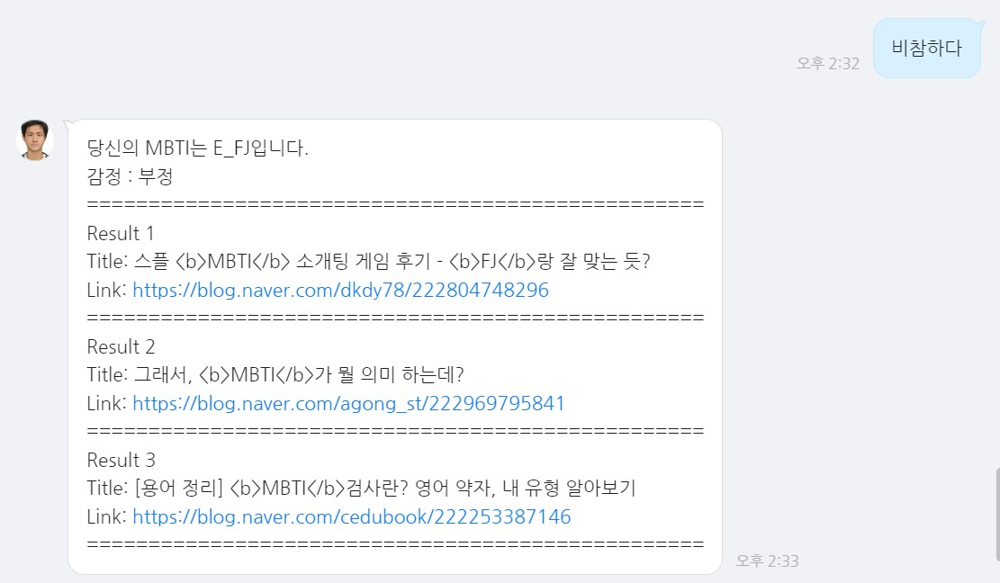 비참하다
오후 2:32
당신의 MBTI는 E_FJ입니다.
감정 : 부정
==================================================
Result 1
Title: 스플 <b>MBTI</b> 소개팅 게임 후기 - <b>FJ</b>랑 잘 맞는 듯?
Link: https://blog.naver.com/dkdy78/222804748296
==================================================
Result 2
Title: 그래서, <b>MBTI</b>가 뭘 의미 하는데?
Link: https://blog.naver.com/agong_st/222969795841
==================================================
Result 3
Title: [용어 정리] <b>MBTI</b>검사란? 영어 약자, 내 유형 알아보기
Link: https://blog.naver.com/cedubook/222253387146
==================================================
오후 2:33